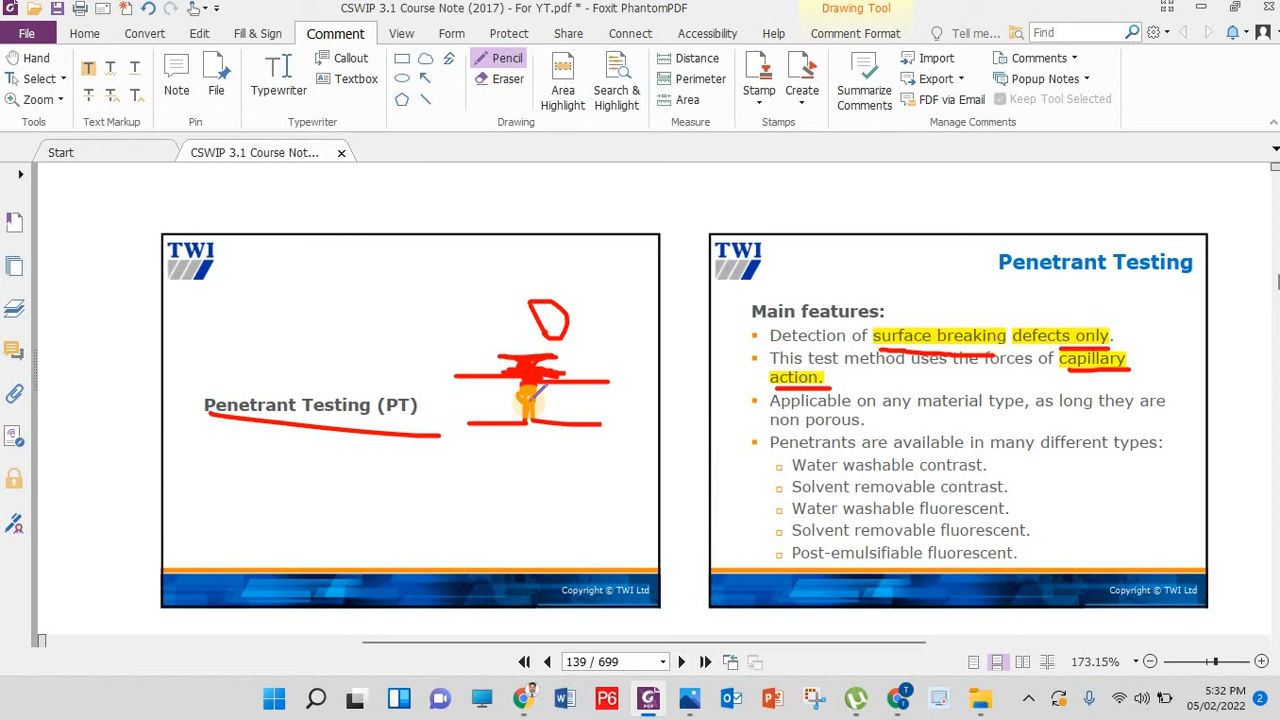 CSWIP 3.1 Course Note (2017) - For YT.pdf * - Foxit PhantomPDF
Drawing Tool
File
Home
Convert
Edit
Fill & Sign
Comment
View
Form
Protect
Share
Connect
Accessibility
Help
Comment Format
Tell me...
Find
Hand
Select
Zoom
Tools
Text Markup
Note
File
Pin
Typewriter
Callout
Textbox
Typewriter
Pencil
Eraser
Drawing
Area Highlight
Search & Highlight
Distance
Perimeter
Area
Measure
Stamp
Create
Stamps
Summarize Comments
Import
Export
FDF via Email
Comments
Popup Notes
Keep Tool Selected
Manage Comments
Start
CSWIP 3.1 Course Not...
TWI
Penetrant Testing (PT)
Copyright © TWI Ltd
TWI
Penetrant Testing
Main features:
Detection of surface breaking defects only.
This test method uses the forces of capillary
action.
Applicable on any material type, as long they are
non porous.
Penetrants are available in many different types:
Water washable contrast.
Solvent removable contrast.
Water washable fluorescent.
Solvent removable fluorescent.
Post-emulsifiable fluorescent.
Copyright © TWI Ltd
139 / 699
173.15%
P6
5:32 PM
05/02/2022
2